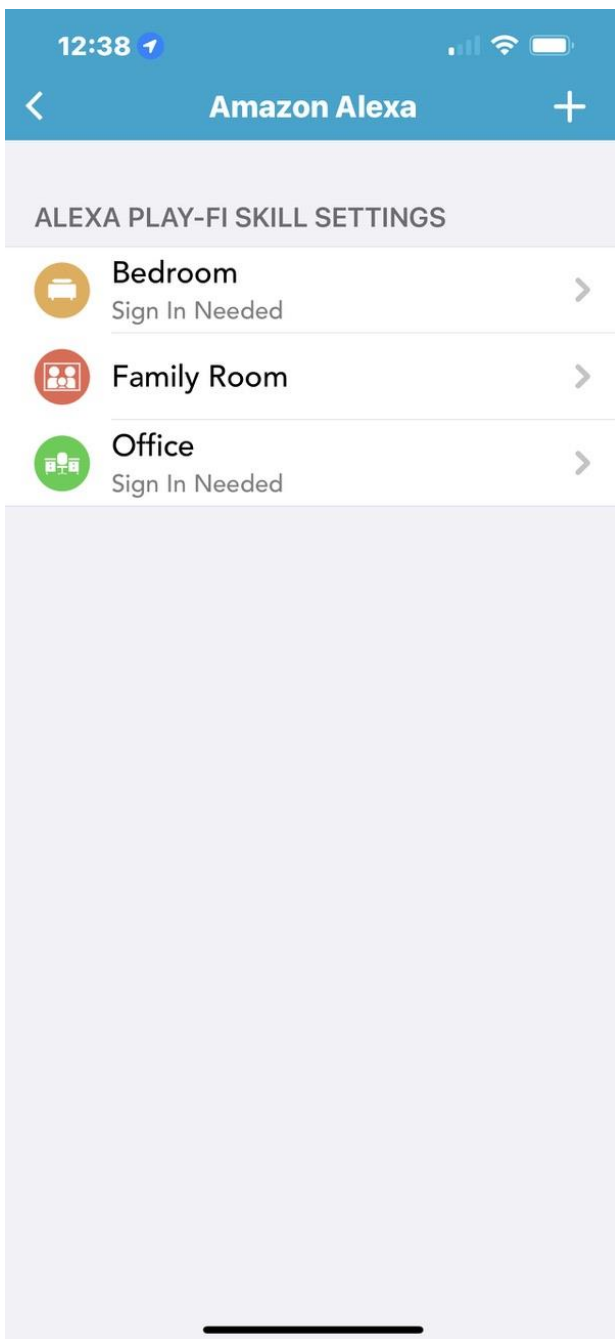 12:38
Amazon Alexa
ALEXA PLAY-FI SKILL SETTINGS
Bedroom
Sign In Needed
Family Room
Office
Sign In Needed